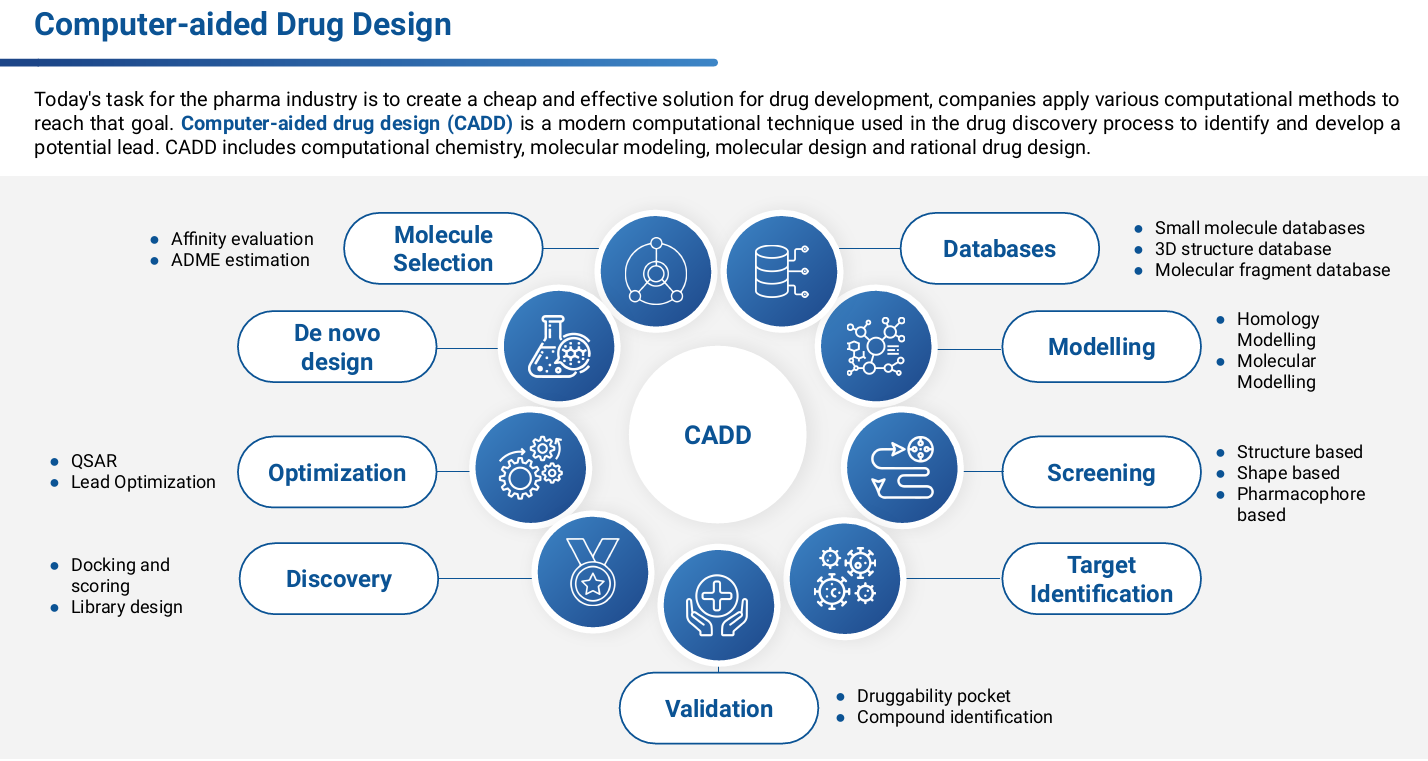 Computer-aided Drug Design
Today's task for the pharma industry is to create a cheap and effective solution for drug development, companies apply various computational methods to
reach that goal. Computer-aided drug design (CADD) is a modern computational technique used in the drug discovery process to identify and develop a
potential lead. CADD includes computational chemistry, molecular modeling, molecular design and rational drug design.
● Affinity evaluation
● ADME estimation
Molecule
Selection
Databases
● Small molecule databases
● 3D structure database
● Molecular fragment database
De novo
design
Modelling
● Homology
Modelling
● Molecular
Modelling
CADD
● QSAR
● Lead Optimization
Optimization
Screening
● Structure based
● Shape based
● Pharmacophore
based
● Docking and
scoring
● Library design
Discovery
Target
Identification
Validation
● Druggability pocket
● Compound identification